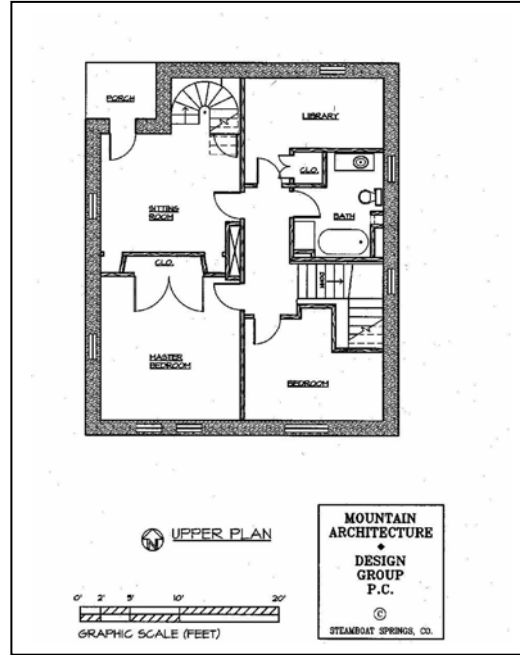 PORCH
LIBRARY
CLO.
SITTING
ROOM
BATH
CLO.
DOWN
MASTER
BEDROOM
BEDROOM
N
UPPER PLAN
0' 2' 5' 10' 20'
GRAPHIC SCALE (FEET)
MOUNTAIN
ARCHITECTURE
DESIGN
GROUP
P.C.
©
STEAMBOAT SPRINGS, CO.